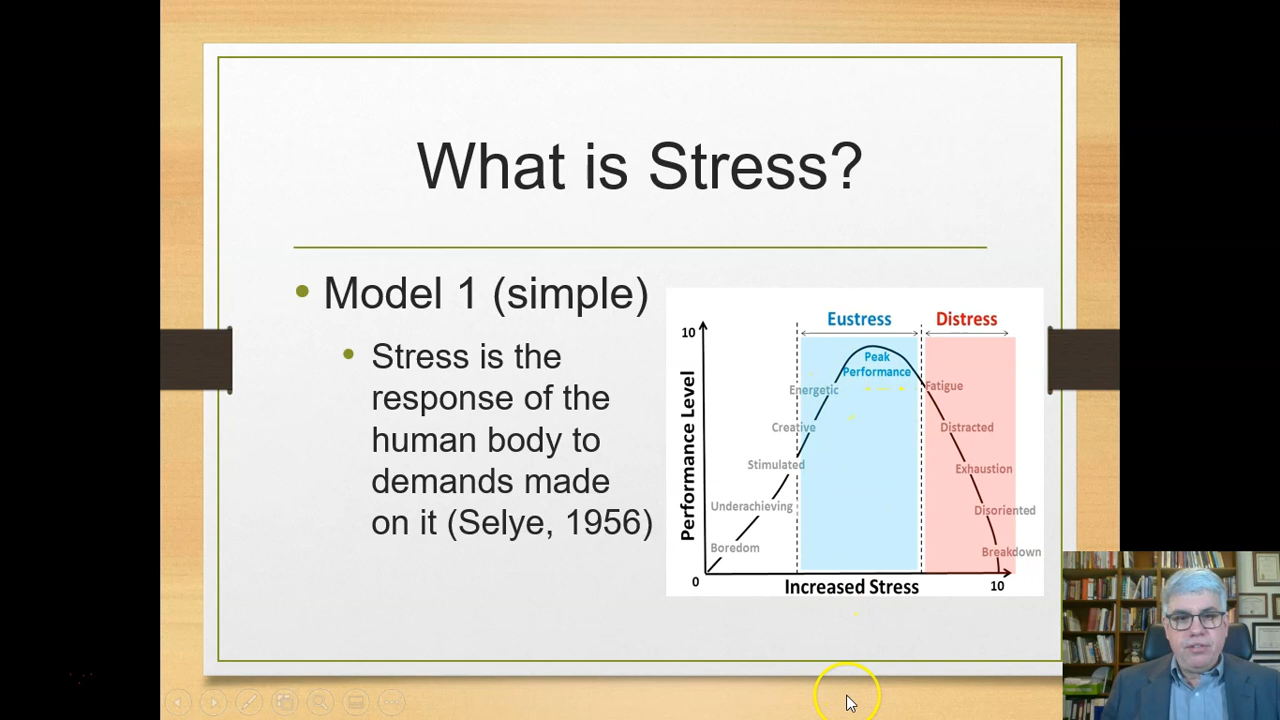 What is Stress?
• Model 1 (simple)
• Stress is the
response of the
human body to
demands made
on it (Selye, 1956)
Eustress
Distress
10
Peak
Performance
Energetic
Fatigue
Creative
Distracted
Stimulated
Exhaustion
Underachieving
Disoriented
Boredom
Breakdown
Performance Level
0
Increased Stress
10